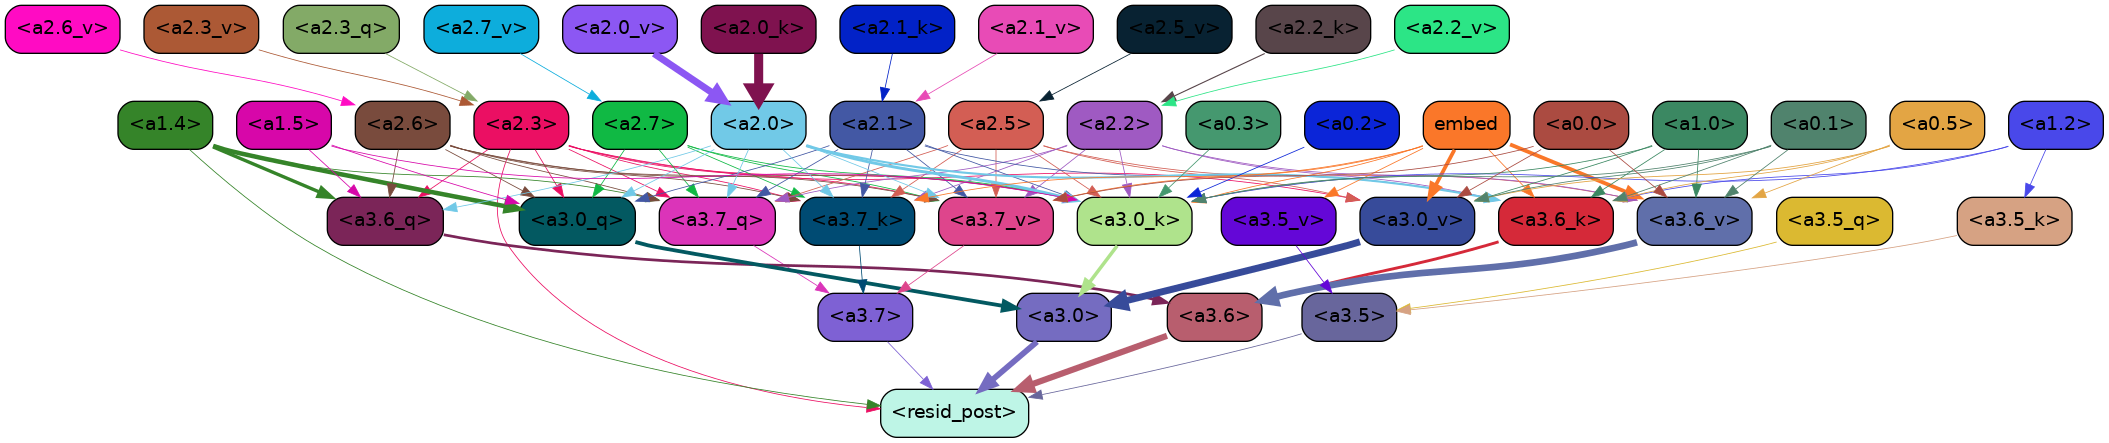 <a2.6_v> <a2.3_v> <a2.3_q> <a2.7_v> <a2.0_v> <a2.0_k> <a2.1_k> <a2.1_v> <a2.5_v> <a2.2_k> <a2.2_v>
<a1.4> <a1.5> <a2.6> <a2.3> <a2.7> <a2.0> <a2.1> <a2.5> <a2.2> <a0.3> <a0.2> embed <a0.0> <a1.0> <a0.1> <a0.5> <a1.2>
<a3.6_q> <a3.0_q> <a3.7_q> <a3.7_k> <a3.7_v> <a3.0_k> <a3.5_v> <a3.0_v> <a3.6_k> <a3.6_v> <a3.5_q> <a3.5_k>
<a3.7> <a3.0> <a3.6> <a3.5>
<resid_post>